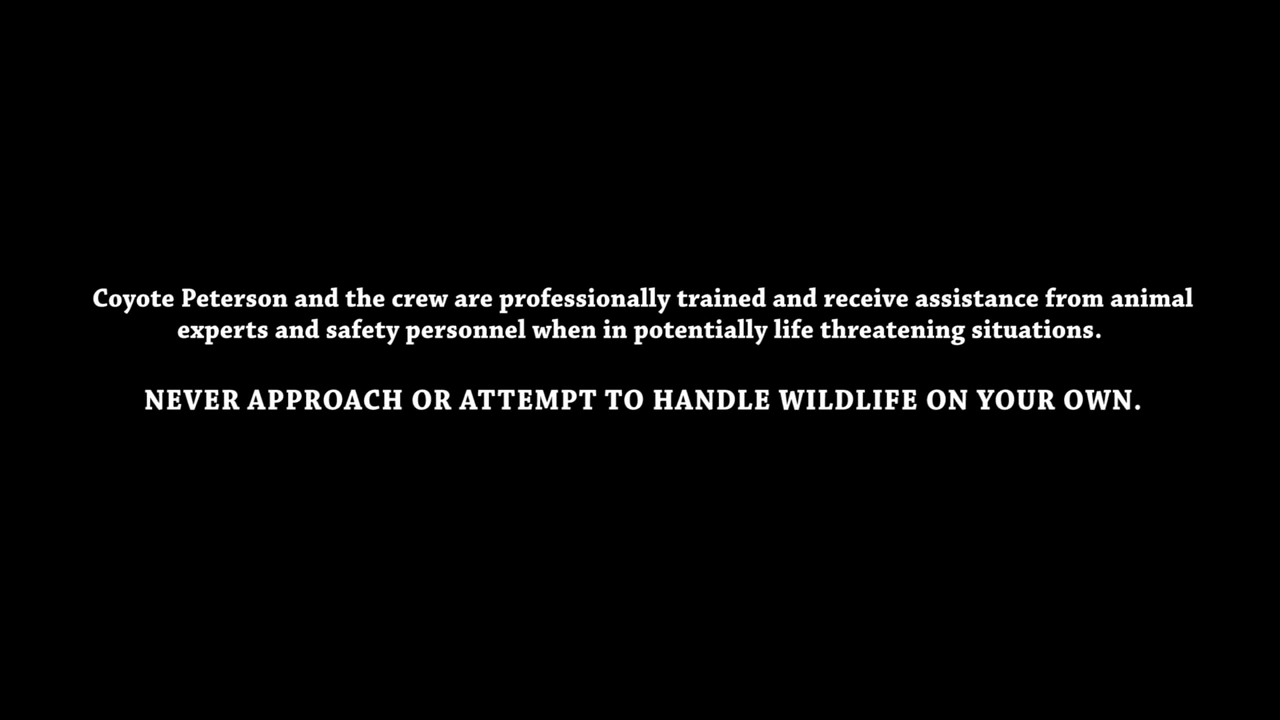 Coyote Peterson and the crew are professionally trained and receive assistance from animal
experts and safety personnel when in potentially life threatening situations.
NEVER APPROACH OR ATTEMPT TO HANDLE WILDLIFE ON YOUR OWN.